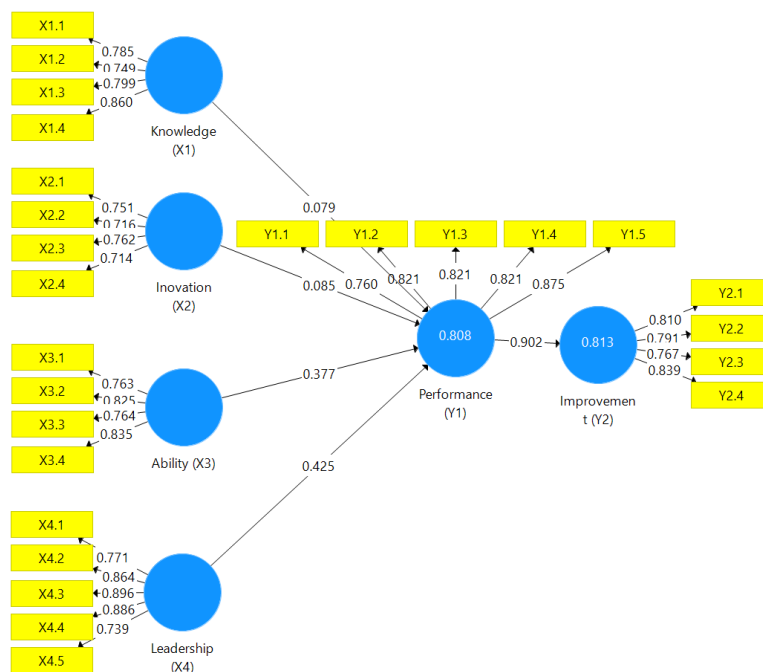 X1.1
X1.2
X1.3
X1.4
0.785
0.749
0.799
0.860
Knowledge
(X1)
0.079
X2.1
X2.2
X2.3
X2.4
0.751
0.716
0.762
0.714
Inovation
(X2)
0.085
Y1.1
Y1.2
Y1.3
Y1.4
Y1.5
0.760
0.821
0.821
0.821
0.875
0.808
Performance
(Y1)
0.902
0.813
Improvemen
t (Y2)
0.810
0.791
0.767
0.839
Y2.1
Y2.2
Y2.3
Y2.4
X3.1
X3.2
X3.3
X3.4
0.763
0.825
0.764
0.835
Ability (X3)
0.377
0.425
X4.1
X4.2
X4.3
X4.4
X4.5
0.771
0.864
0.896
0.886
0.739
Leadership
(X4)